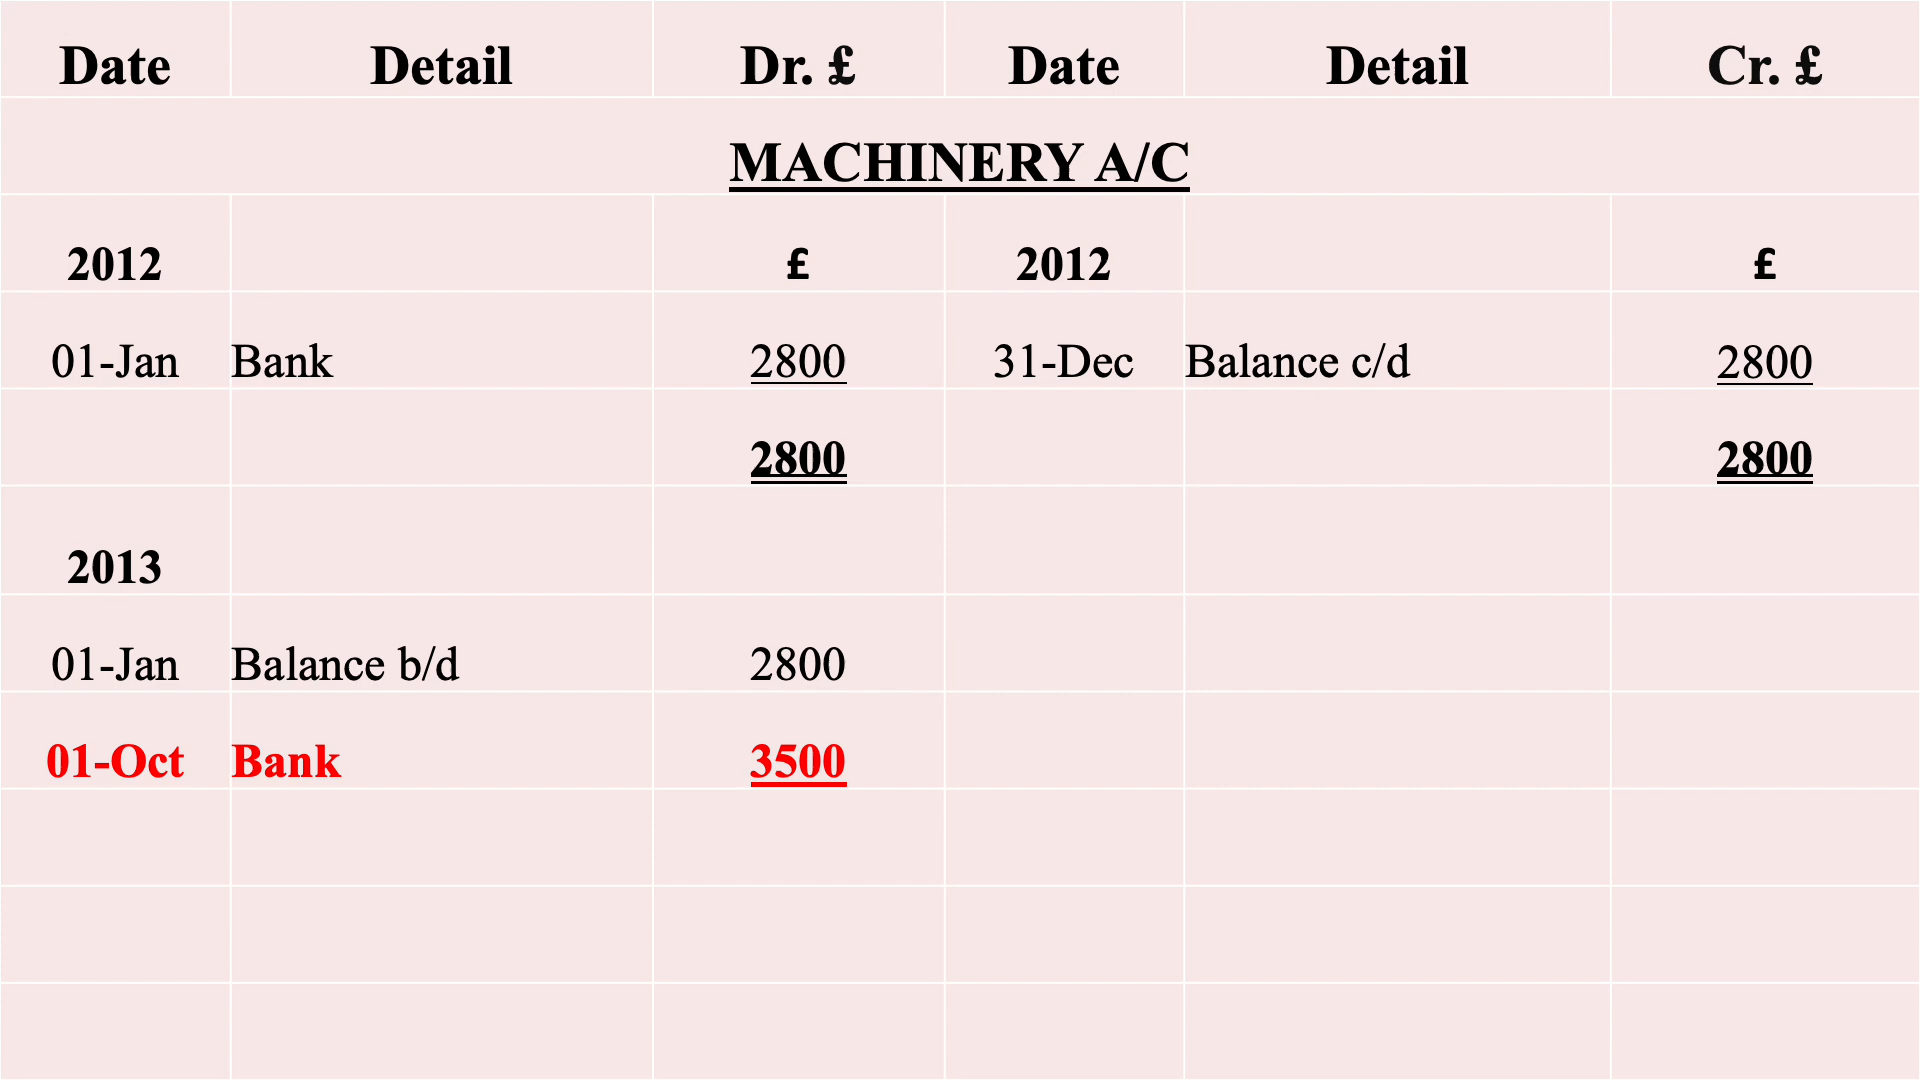 Date Detail Dr. £ Date Detail Cr. £
MACHINERY A/C
2012 £ 2012 £
01-Jan Bank 2800 31-Dec Balance c/d 2800
2800 2800
2013
01-Jan Balance b/d 2800
01-Oct Bank 3500